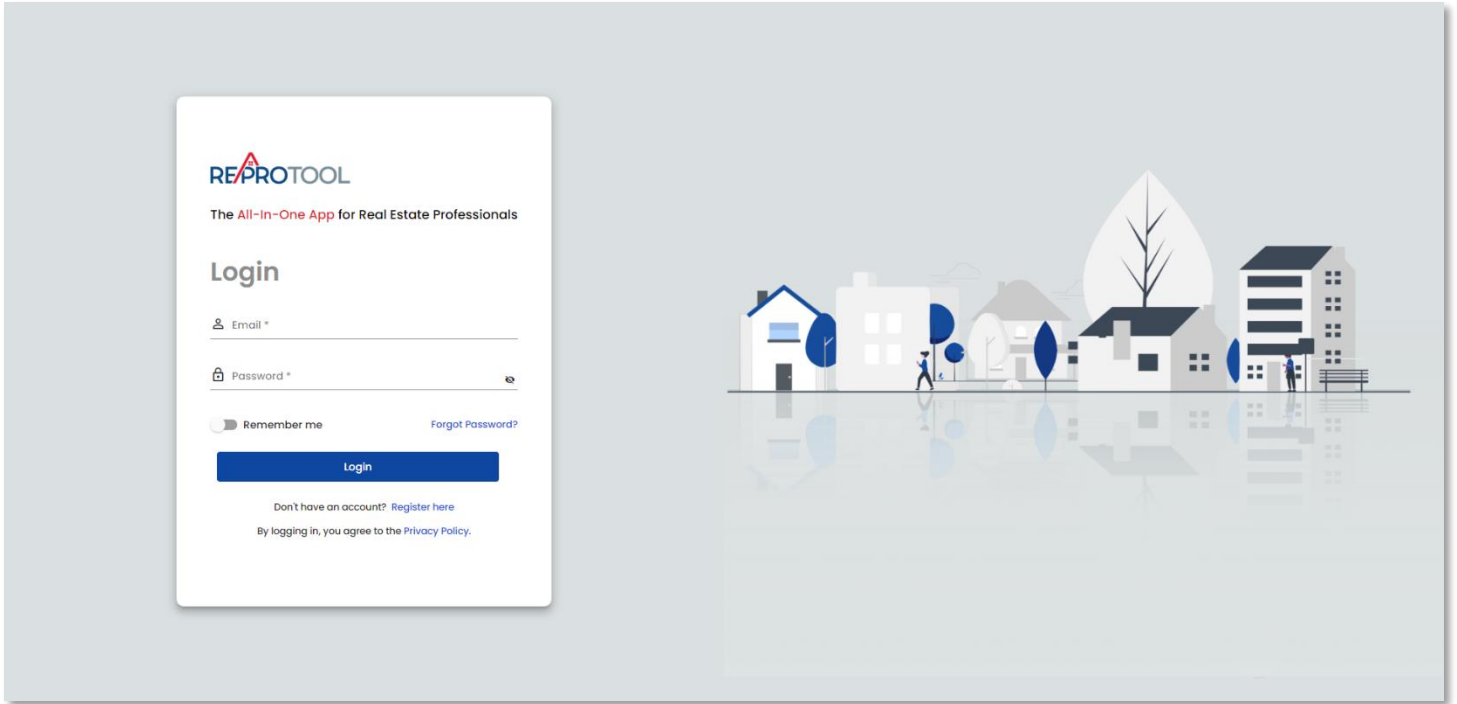 REPROTOOL
The All-In-One App for Real Estate Professionals
Login
Email *
Password *
Remember me Forgot Password?
Login
Don't have an account? Register here
By logging in, you agree to the Privacy Policy.